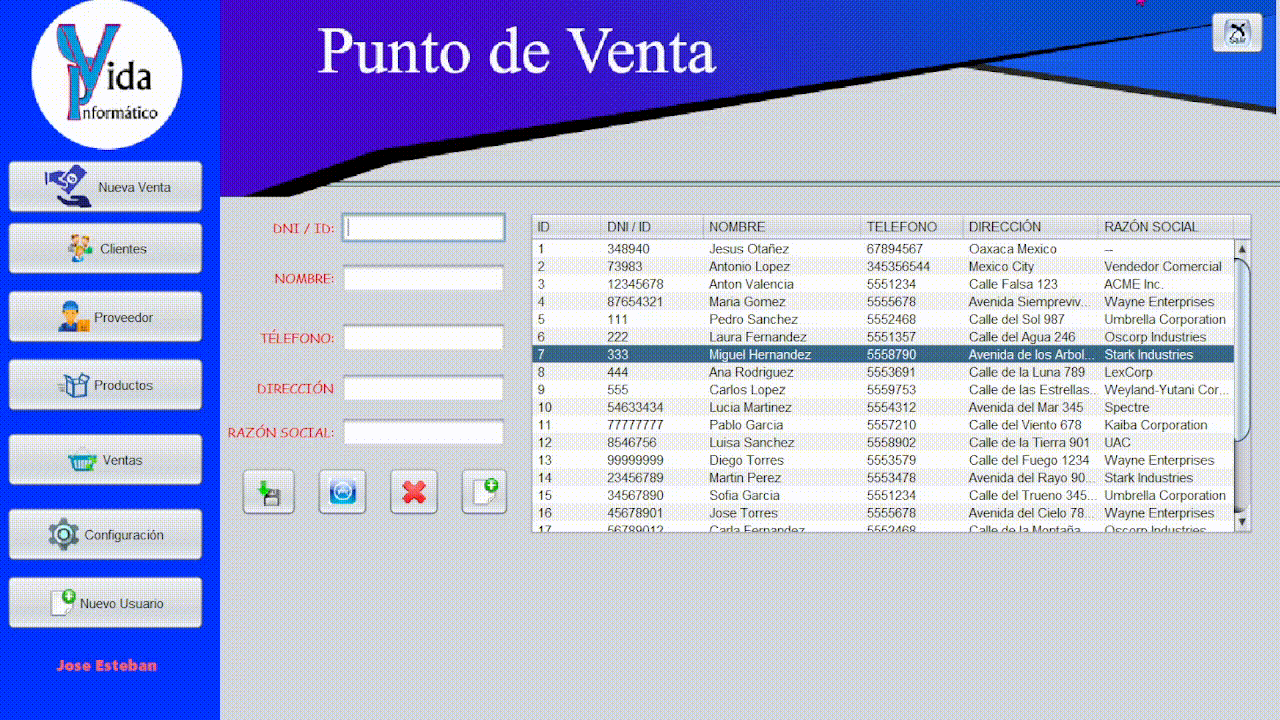 Vida
Informático
Punto de Venta
Salir
Nueva Venta
Clientes
Proveedor
Productos
Ventas
Configuración
Nuevo Usuario
Jose Esteban
DNI / ID:
NOMBRE:
TÉLEFONO:
DIRECCIÓN
RAZÓN SOCIAL:
ID DNI / ID NOMBRE TELEFONO DIRECCIÓN RAZÓN SOCIAL
1 348940 Jesus Otañez 67894567 Oaxaca Mexico --
2 73983 Antonio Lopez 345356544 Mexico City Vendedor Comercial
3 12345678 Anton Valencia 5551234 Calle Falsa 123 ACME Inc.
4 87654321 Maria Gomez 5555678 Avenida Siempreviv... Wayne Enterprises
5 111 Pedro Sanchez 5552468 Calle del Sol 987 Umbrella Corporation
6 222 Laura Fernandez 5551357 Calle del Agua 246 Oscorp Industries
7 333 Miguel Hernandez 5558790 Avenida de los Arbol... Stark Industries
8 444 Ana Rodriguez 5553691 Calle de la Luna 789 LexCorp
9 555 Carlos Lopez 5559753 Calle de las Estrellas... Weyland-Yutani Cor...
10 54633434 Lucia Martinez 5554312 Avenida del Mar 345 Spectre
11 77777777 Pablo Garcia 5557210 Calle del Viento 678 Kaiba Corporation
12 8546756 Luisa Sanchez 5558902 Calle de la Tierra 901 UAC
13 99999999 Diego Torres 5553579 Calle del Fuego 1234 Wayne Enterprises
14 23456789 Martin Perez 5553478 Avenida del Rayo 90... Stark Industries
15 34567890 Sofia Garcia 5551234 Calle del Trueno 345... Umbrella Corporation
16 45678901 Jose Torres 5555678 Avenida del Cielo 78... Wayne Enterprises
17 56789012 Carla Fernandez 5552468 Calle de la Montaña Oscorp Industries